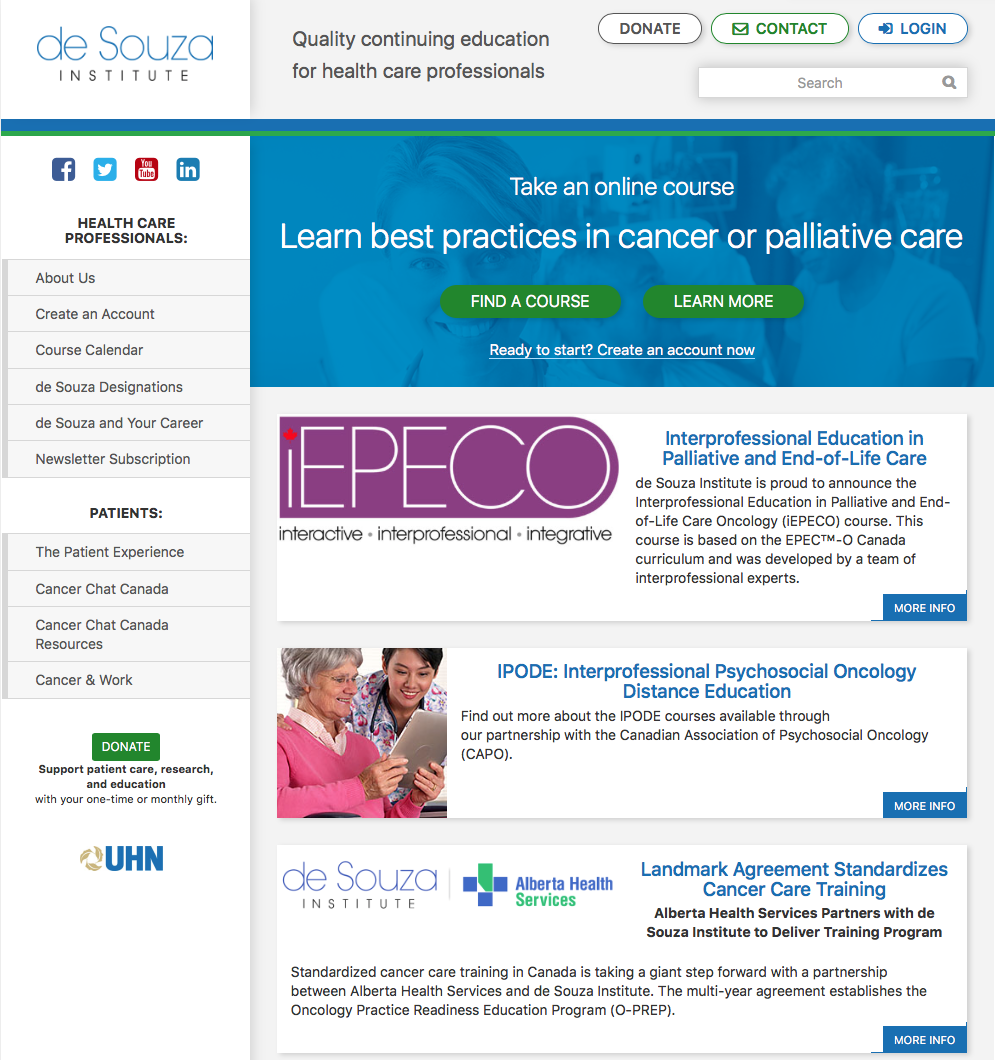 de Souza
INSTITUTE
Quality continuing education
for health care professionals
DONATE
CONTACT
LOGIN
Search
You
Tube
HEALTH CARE
PROFESSIONALS:
About Us
Create an Account
Course Calendar
de Souza Designations
de Souza and Your Career
Newsletter Subscription
PATIENTS:
The Patient Experience
Cancer Chat Canada
Cancer Chat Canada
Resources
Cancer & Work
DONATE
Support patient care, research,
and education
with your one-time or monthly gift.
UHN
Take an online course
Learn best practices in cancer or palliative care
FIND A COURSE
LEARN MORE
Ready to start? Create an account now
iEPECO
interactive • interprofessional • integrative
Interprofessional Education in
Palliative and End-of-Life Care
de Souza Institute is proud to announce the
Interprofessional Education in Palliative and End-
of-Life Care Oncology (iEPECO) course. This
course is based on the EPEC™-O Canada
curriculum and was developed by a team of
interprofessional experts.
MORE INFO
IPODE: Interprofessional Psychosocial Oncology
Distance Education
Find out more about the IPODE courses available through
our partnership with the Canadian Association of Psychosocial Oncology
(CAPO).
MORE INFO
de Souza
INSTITUTE
Alberta Health
Services
Landmark Agreement Standardizes
Cancer Care Training
Alberta Health Services Partners with de
Souza Institute to Deliver Training Program
Standardized cancer care training in Canada is taking a giant step forward with a partnership
between Alberta Health Services and de Souza Institute. The multi-year agreement establishes the
Oncology Practice Readiness Education Program (O-PREP).
MORE INFO